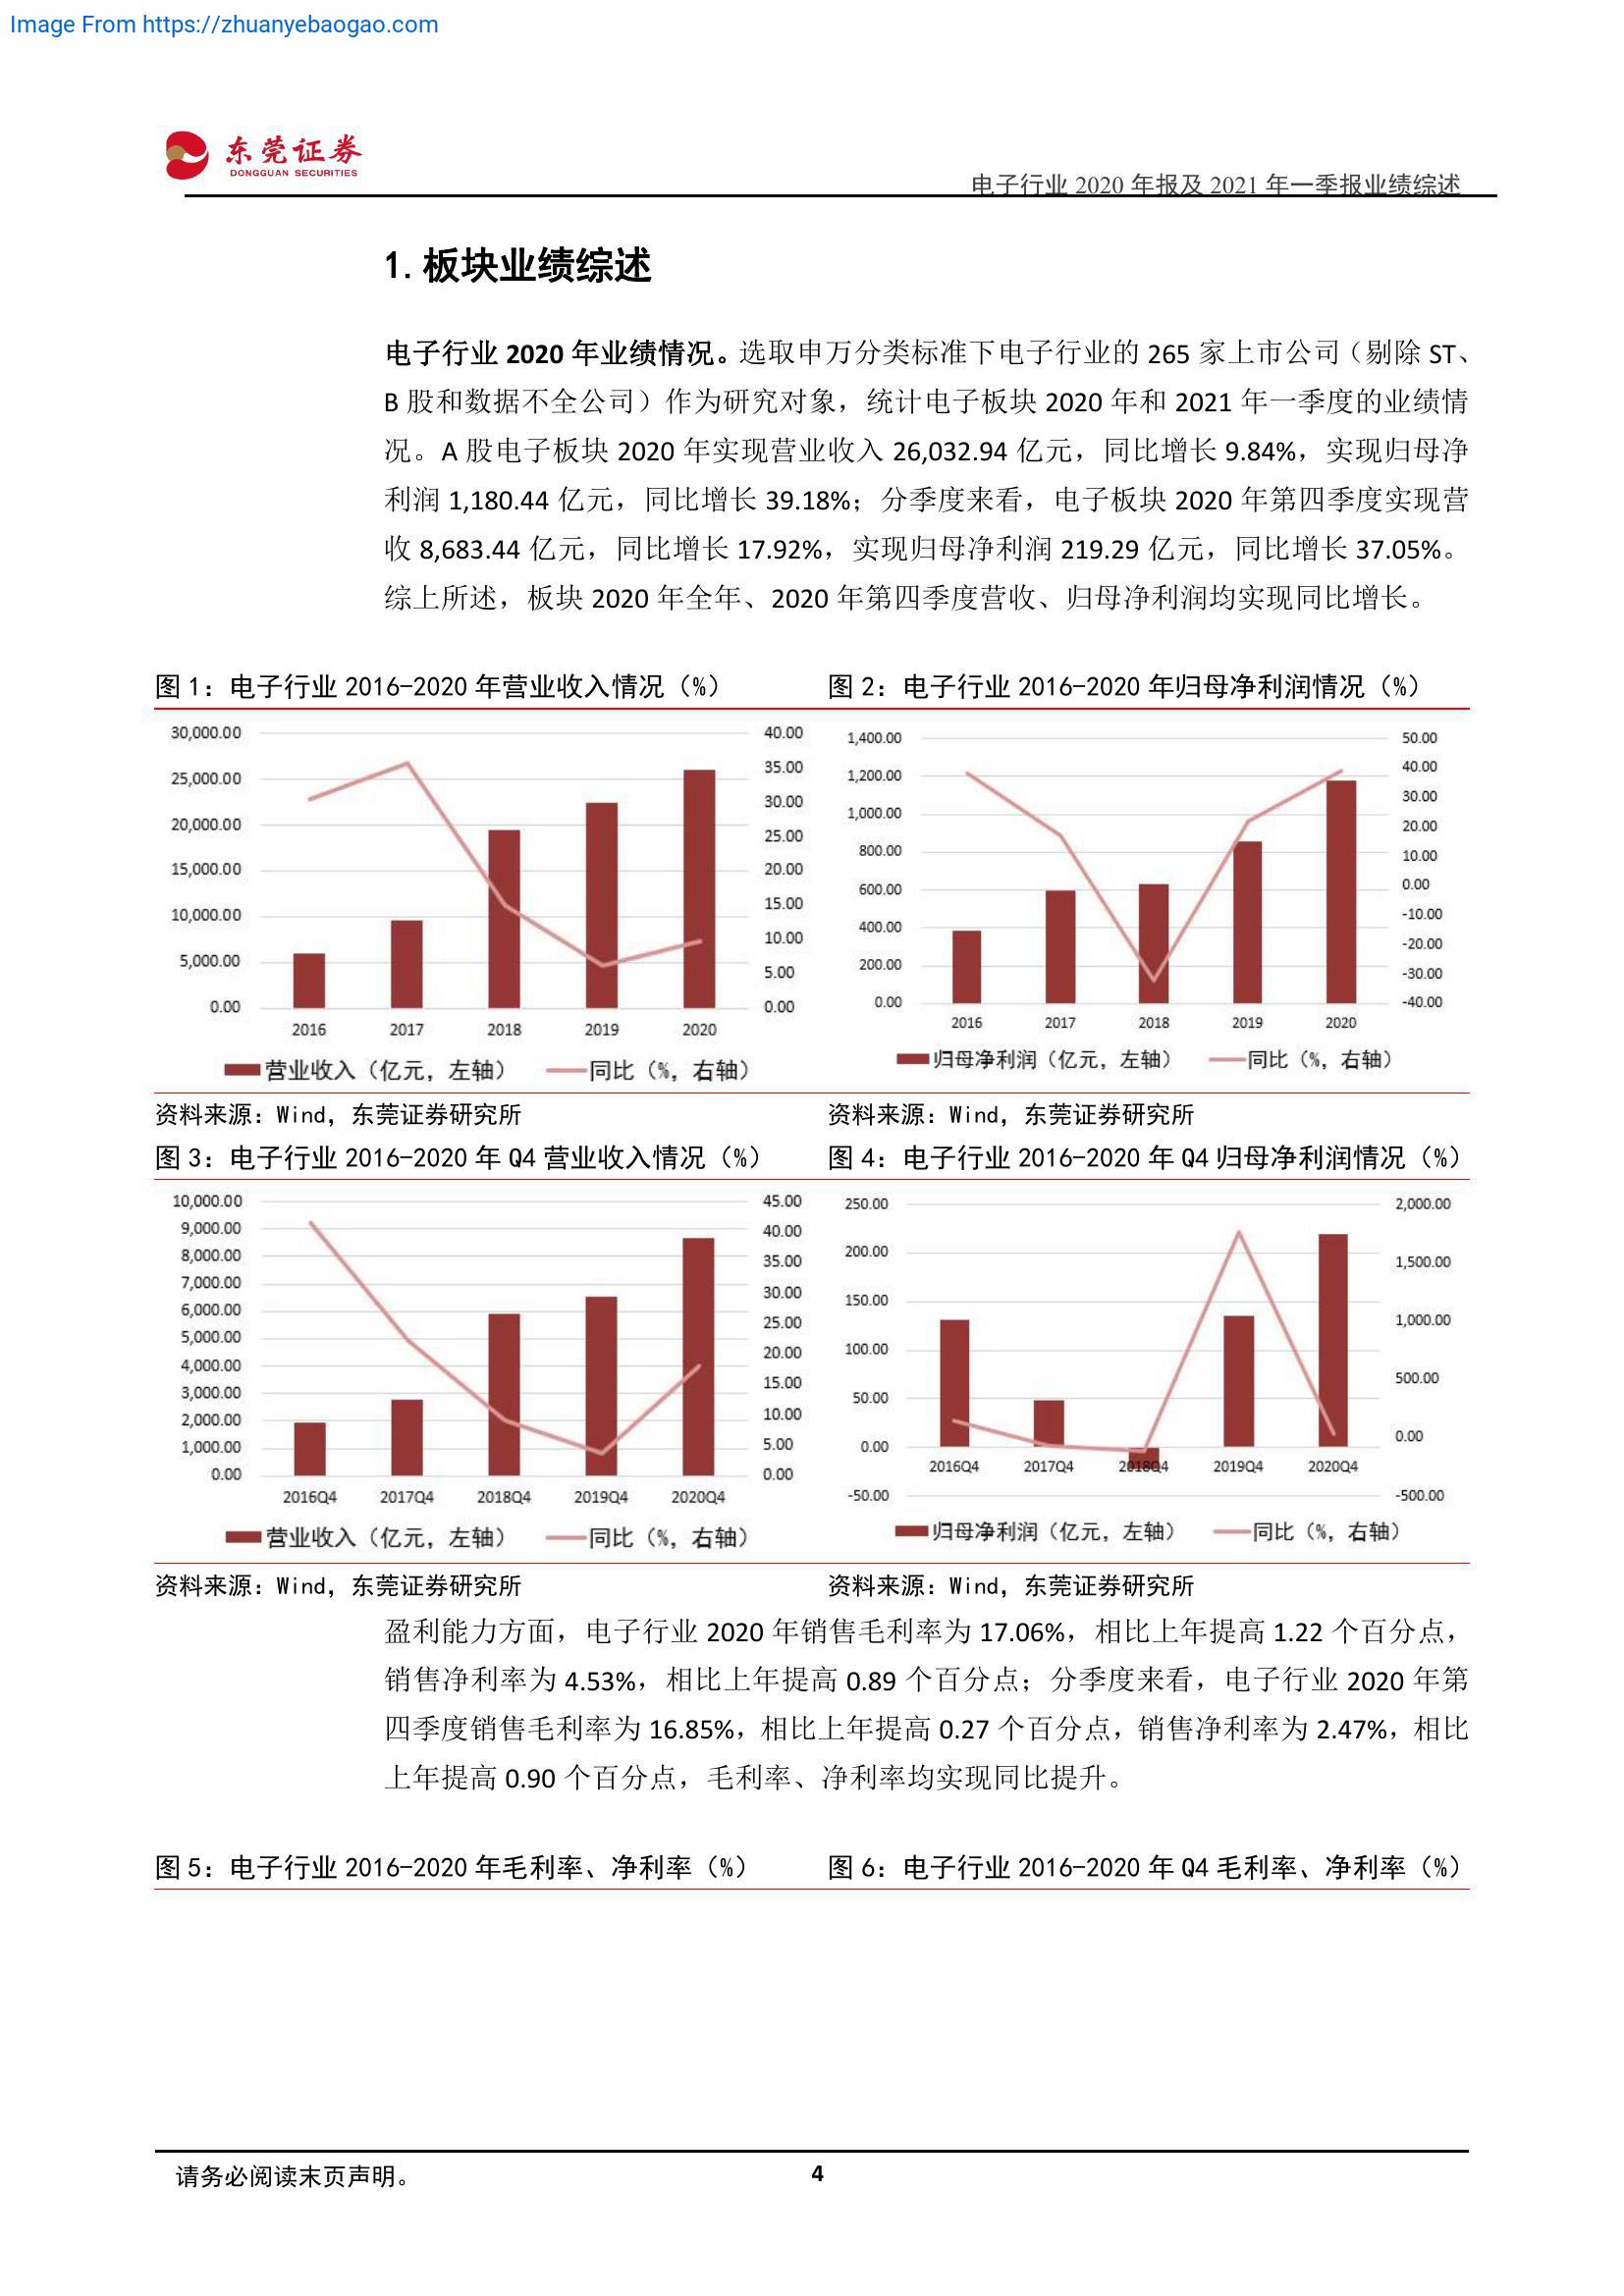 Image From https://zhuanyebaogao.com
东莞证券
DONGGUAN SECURITIES
电子行业 2020 年报及 2021 年一季报业绩综述
1. 板块业绩综述
电子行业 2020 年业绩情况。选取申万分类标准下电子行业的 265 家上市公司（剔除 ST、
B 股和数据不全公司）作为研究对象，统计电子板块 2020 年和 2021 年一季度的业绩情
况。A 股电子板块 2020 年实现营业收入 26,032.94 亿元，同比增长 9.84%，实现归母净
利润 1,180.44 亿元，同比增长 39.18%；分季度来看，电子板块 2020 年第四季度实现营
收 8,683.44 亿元，同比增长 17.92%，实现归母净利润 219.29 亿元，同比增长 37.05%。
综上所述，板块 2020 年全年、2020 年第四季度营收、归母净利润均实现同比增长。
图 1：电子行业 2016-2020 年营业收入情况（%）
30,000.00
25,000.00
20,000.00
15,000.00
10,000.00
5,000.00
0.00
40.00
35.00
30.00
25.00
20.00
15.00
10.00
5.00
0.00
2016 2017 2018 2019 2020
营业收入（亿元，左轴） 同比（%，右轴）
资料来源：Wind，东莞证券研究所
图 2：电子行业 2016-2020 年归母净利润情况（%）
1,400.00
1,200.00
1,000.00
800.00
600.00
400.00
200.00
0.00
50.00
40.00
30.00
20.00
10.00
0.00
-10.00
-20.00
-30.00
-40.00
2016 2017 2018 2019 2020
归母净利润（亿元，左轴） 同比（%，右轴）
资料来源：Wind，东莞证券研究所
图 3：电子行业 2016-2020 年 Q4 营业收入情况（%）
10,000.00
9,000.00
8,000.00
7,000.00
6,000.00
5,000.00
4,000.00
3,000.00
2,000.00
1,000.00
0.00
45.00
40.00
35.00
30.00
25.00
20.00
15.00
10.00
5.00
0.00
2016Q4 2017Q4 2018Q4 2019Q4 2020Q4
营业收入（亿元，左轴） 同比（%，右轴）
资料来源：Wind，东莞证券研究所
图 4：电子行业 2016-2020 年 Q4 归母净利润情况（%）
250.00
200.00
150.00
100.00
50.00
0.00
-50.00
2,000.00
1,500.00
1,000.00
500.00
0.00
-500.00
2016Q4 2017Q4 2018Q4 2019Q4 2020Q4
归母净利润（亿元，左轴） 同比（%，右轴）
资料来源：Wind，东莞证券研究所
盈利能力方面，电子行业 2020 年销售毛利率为 17.06%，相比上年提高 1.22 个百分点，
销售净利率为 4.53%，相比上年提高 0.89 个百分点；分季度来看，电子行业 2020 年第
四季度销售毛利率为 16.85%，相比上年提高 0.27 个百分点，销售净利率为 2.47%，相比
上年提高 0.90 个百分点，毛利率、净利率均实现同比提升。
图 5：电子行业 2016-2020 年毛利率、净利率（%）
图 6：电子行业 2016-2020 年 Q4 毛利率、净利率（%）
请务必阅读末页声明。
4